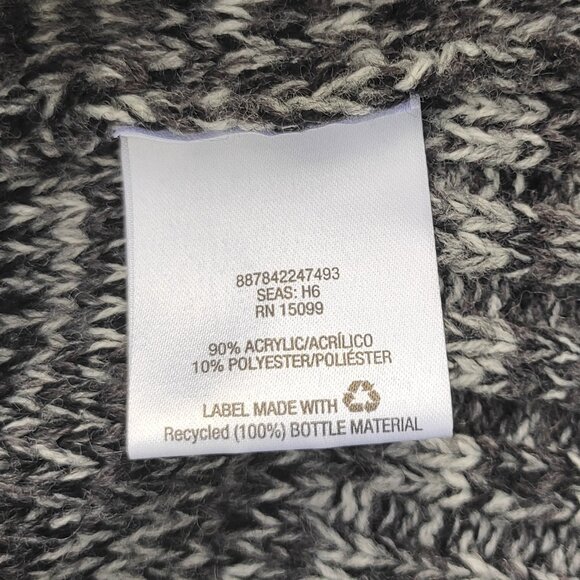 887842247493
SEAS: H6
RN 15099
90% ACRYLIC/ACRÍLICO
10% POLYESTER/POLIÉSTER
LABEL MADE WITH
Recycled (100%) BOTTLE MATERIAL